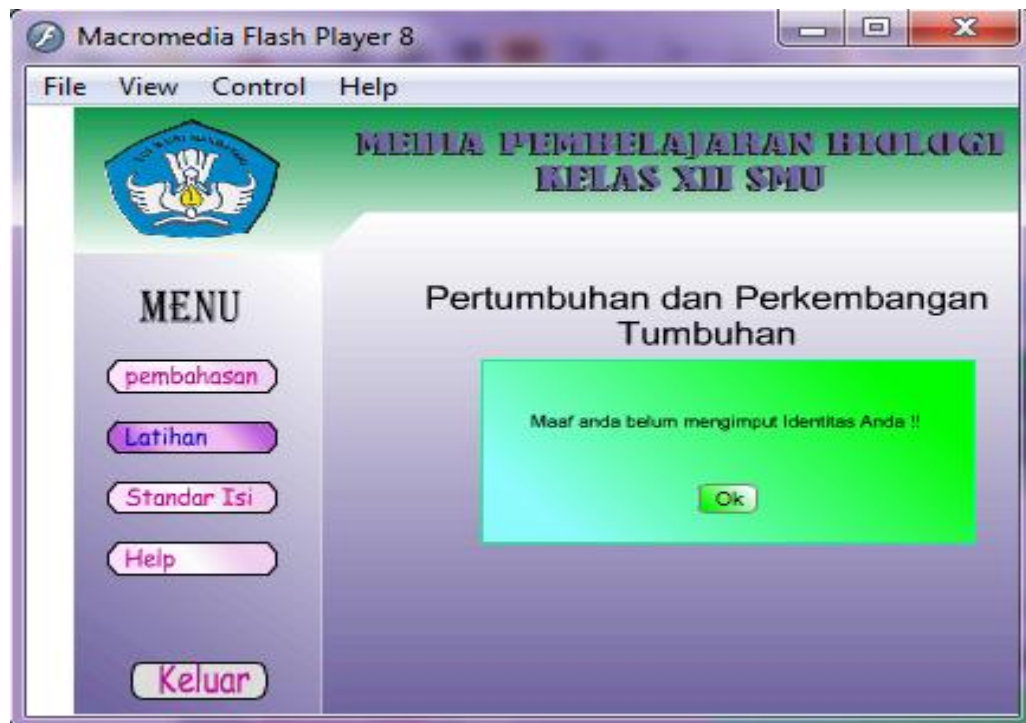 Macromedia Flash Player 8
File View Control Help
MEDIA PEMBELAJARAN BIOLOGI
KELAS XII SMU
MENU
Pertumbuhan dan Perkembangan
Tumbuhan
pembahasan
Maaf anda belum mengimput Identitas Anda !!
Latihan
Standar Isi
Ok
Help
Keluar